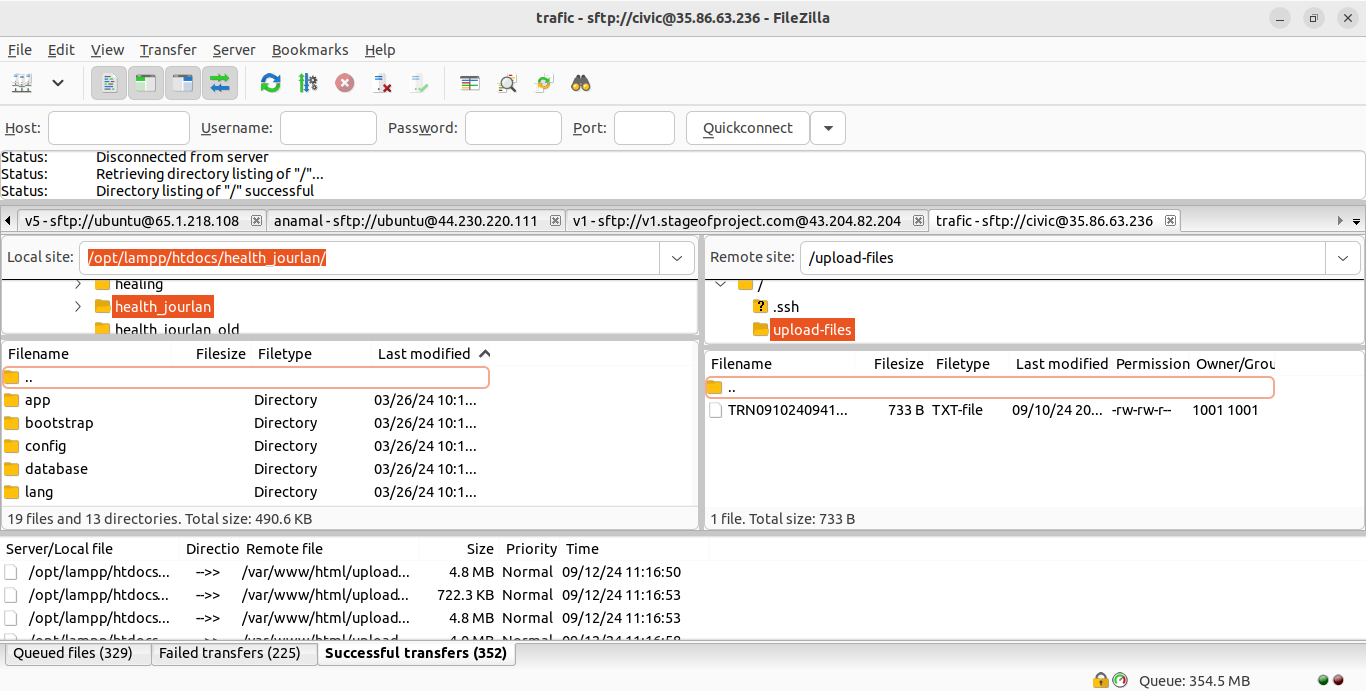 trafic - sftp://civic@35.86.63.236 - FileZilla
File Edit View Transfer Server Bookmarks Help
Host: Username: Password: Port: Quickconnect
Status: Disconnected from server
Status: Retrieving directory listing of "/"...
Status: Directory listing of "/" successful
v5 - sftp://ubuntu@65.1.218.108 anamal - sftp://ubuntu@44.230.220.111 v1 - sftp://v1.stageofproject.com@43.204.82.204 trafic - sftp://civic@35.86.63.236
Local site: /opt/lampp/htdocs/health_jourlan/
healing
health_jourlan
health_jourlan_old
Filename Filesize Filetype Last modified
..
app Directory 03/26/24 10:1...
bootstrap Directory 03/26/24 10:1...
config Directory 03/26/24 10:1...
database Directory 03/26/24 10:1...
lang Directory 03/26/24 10:1...
19 files and 13 directories. Total size: 490.6 KB
Remote site: /upload-files
/
? .ssh
upload-files
Filename Filesize Filetype Last modified Permission Owner/Grou
..
TRN0910240941... 733 B TXT-file 09/10/24 20... -rw-rw-r-- 1001 1001
1 file. Total size: 733 B
Server/Local file Directio Remote file Size Priority Time
/opt/lampp/htdocs... -->> /var/www/html/upload... 4.8 MB Normal 09/12/24 11:16:50
/opt/lampp/htdocs... -->> /var/www/html/upload... 722.3 KB Normal 09/12/24 11:16:53
/opt/lampp/htdocs... -->> /var/www/html/upload... 4.8 MB Normal 09/12/24 11:16:53
/opt/lampp/htdocs... -->> /var/www/html/upload... Normal 09/12/24
Queued files (329) Failed transfers (225) Successful transfers (352)
Queue: 354.5 MB